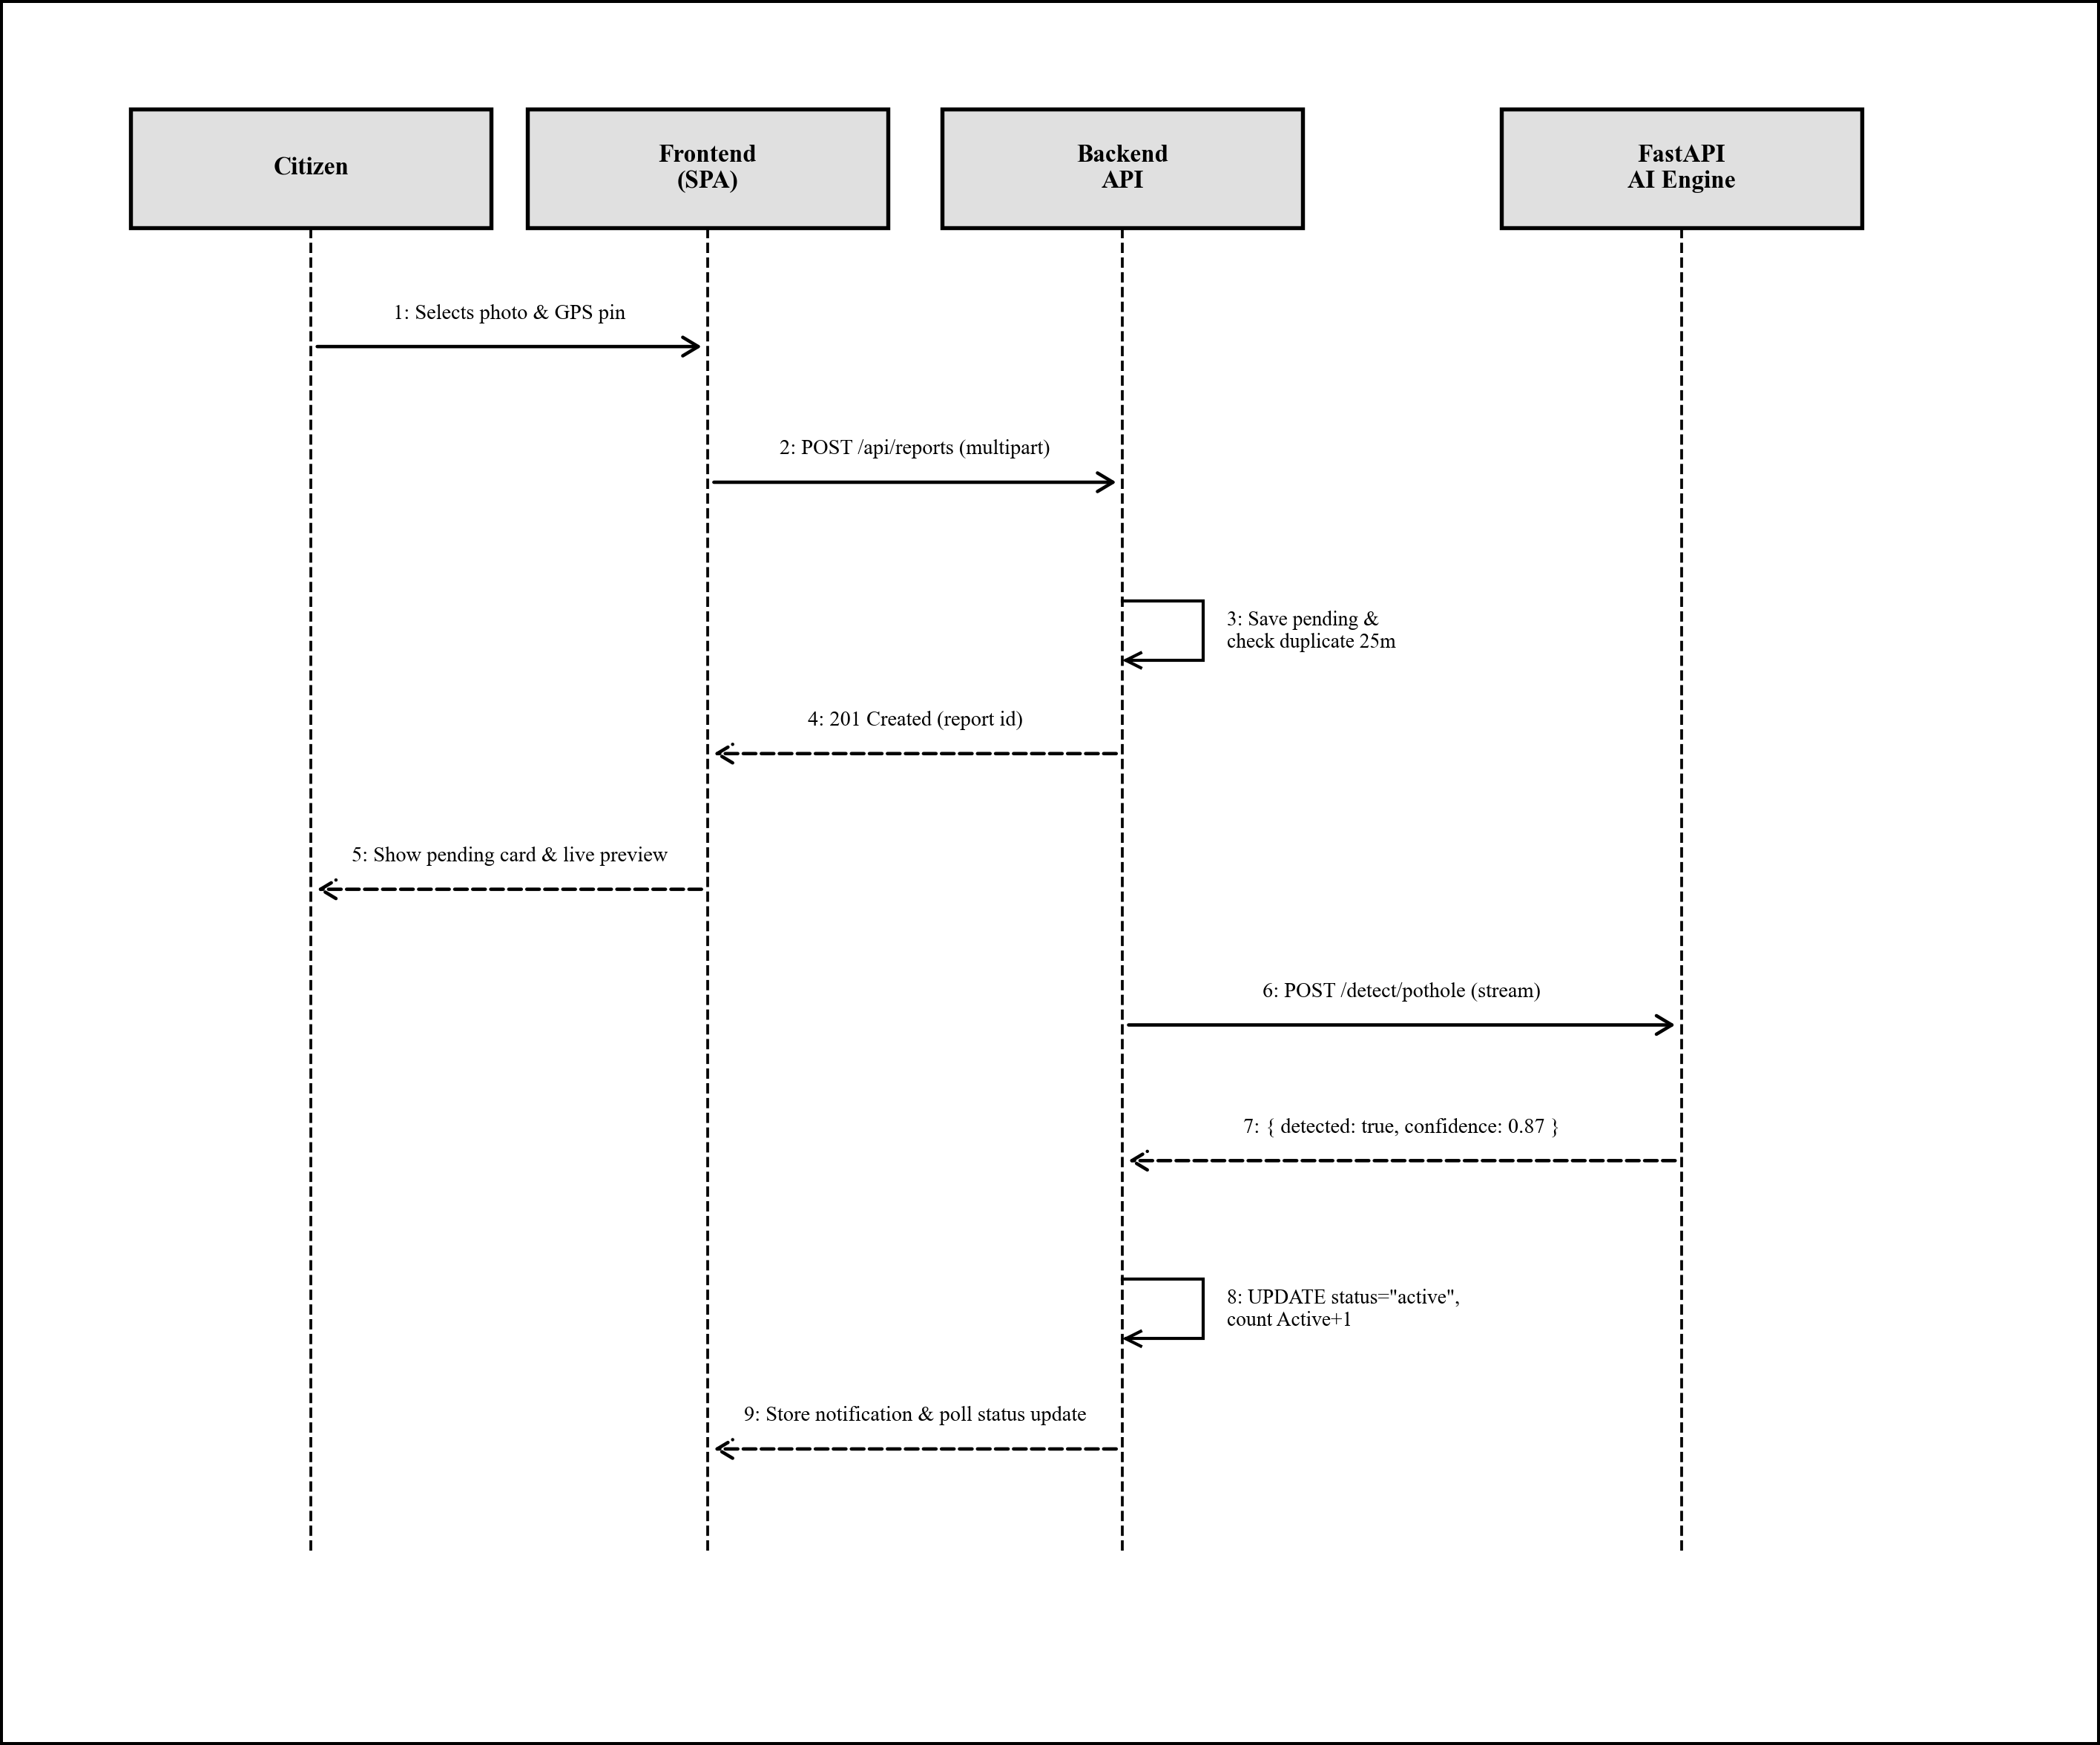 Citizen
Frontend
(SPA)
Backend
API
FastAPI
AI Engine
1: Selects photo & GPS pin
2: POST /api/reports (multipart)
3: Save pending &
check duplicate 25m
4: 201 Created (report id)
5: Show pending card & live preview
6: POST /detect/pothole (stream)
7: { detected: true, confidence: 0.87 }
8: UPDATE status="active",
count Active+1
9: Store notification & poll status update